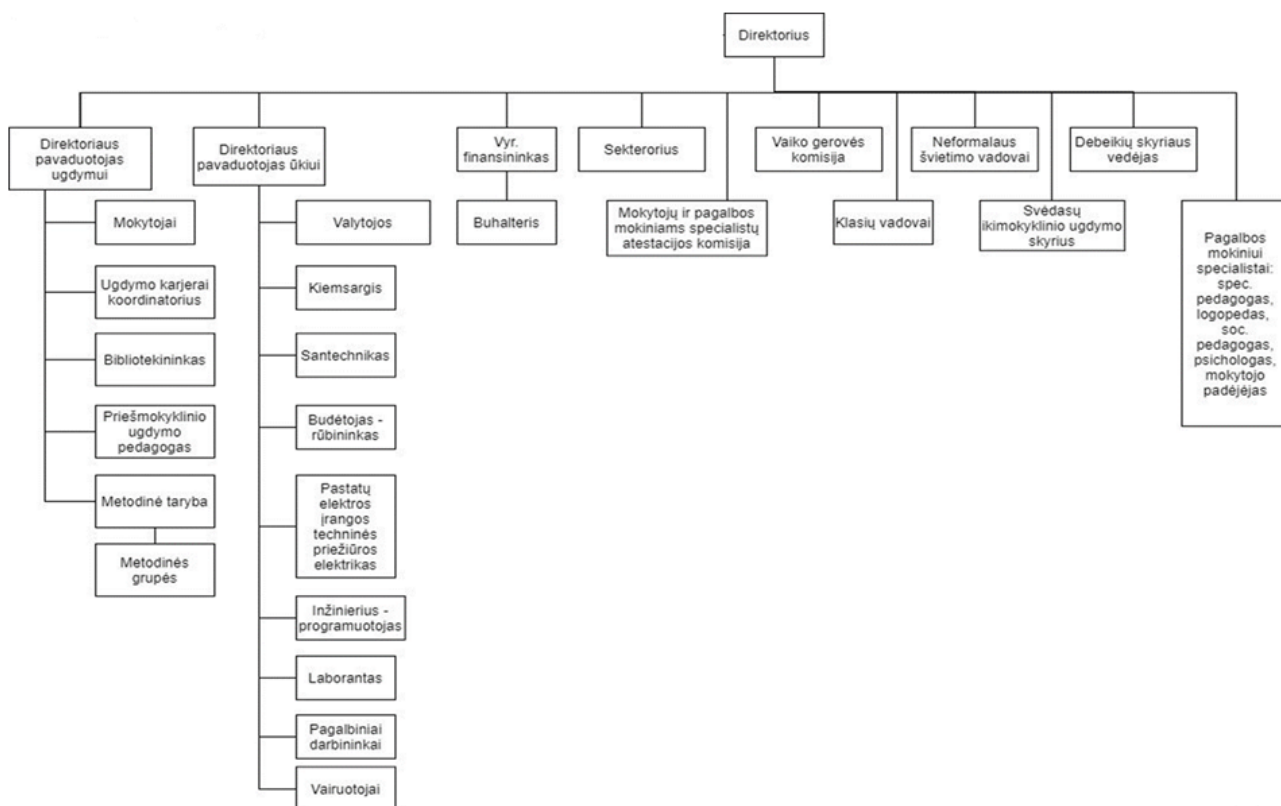 Direktorius
Direktoriaus
pavaduotojas
ugdymui
Direktoriaus
pavaduotojas ūkiui
Vyr.
finansininkas
Sekterorius
Vaiko gerovės
komisija
Neformalaus
švietimo vadovai
Debeikių skyriaus
vedėjas
Mokytojai
Valytojos
Buhalteris
Mokytojų ir pagalbos
mokiniams specialistų
atestacijos komisija
Klasių vadovai
Svėdasų
ikimokyklinio ugdymo
skyrius
Pagalbos
mokiniui
specialistai:
spec.
pedagogas,
logopedas,
soc.
pedagogas,
psichologas,
mokytojo
padėjėjas
Ugdymo karjerai
koordinatorius
Kiemsargis
Bibliotekininkas
Santechnikas
Priešmokyklinio
ugdymo
pedagogas
Budėtojas -
rūbininkas
Metodinė taryba
Pastatų
elektros
įrangos
techninės
priežiūros
elektrikas
Metodinės
grupės
Inžinierius -
programuotojas
Laborantas
Pagalbiniai
darbininkai
Vairuotojai